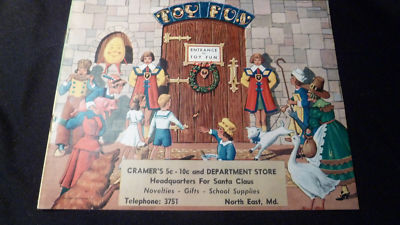 TOY FUN
ENTRANCE
TO
TOY FUN
CRAMER'S 5c - 10c and DEPARTMENT STORE
Headquarters For Santa Claus
Novelties - Gifts - School Supplies
Telephone: 3751 North East, Md.